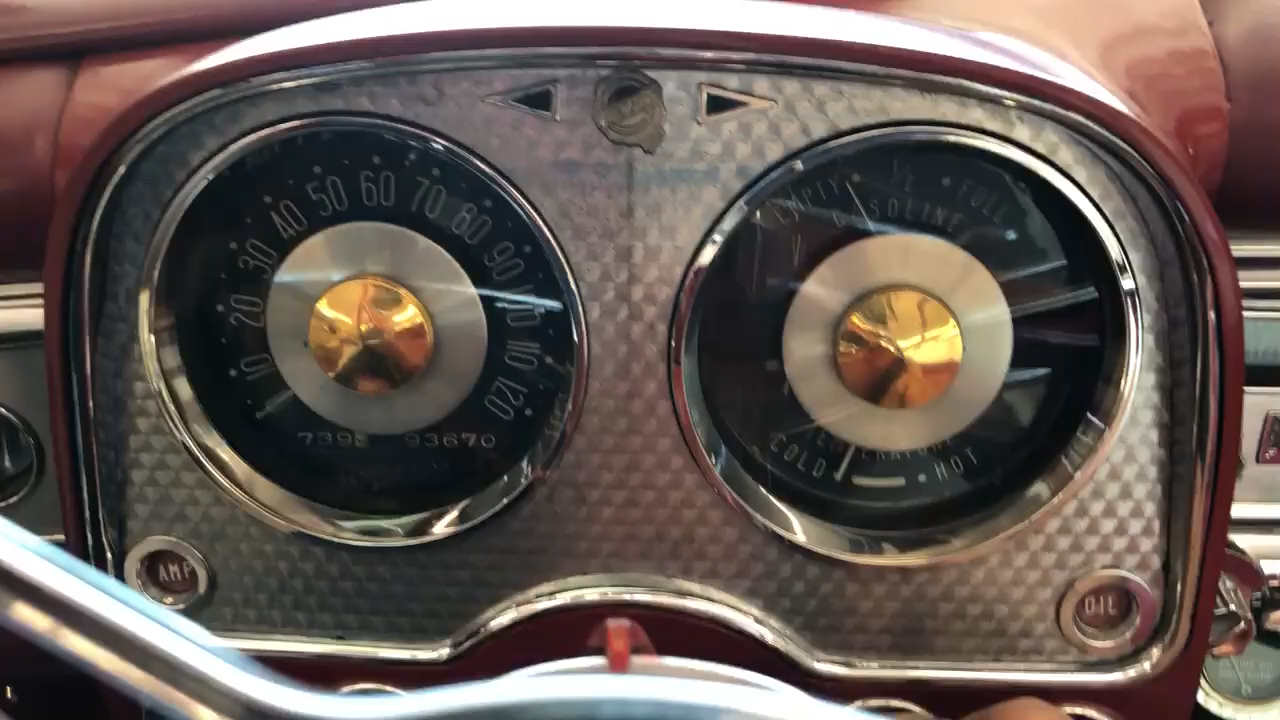 10 20 30 40 50 60 70 80 90 100 110 120
93670
EMPTY 1/2 FULL
GASOLINE
TEMPERATURE
COLD HOT
AMP
OIL